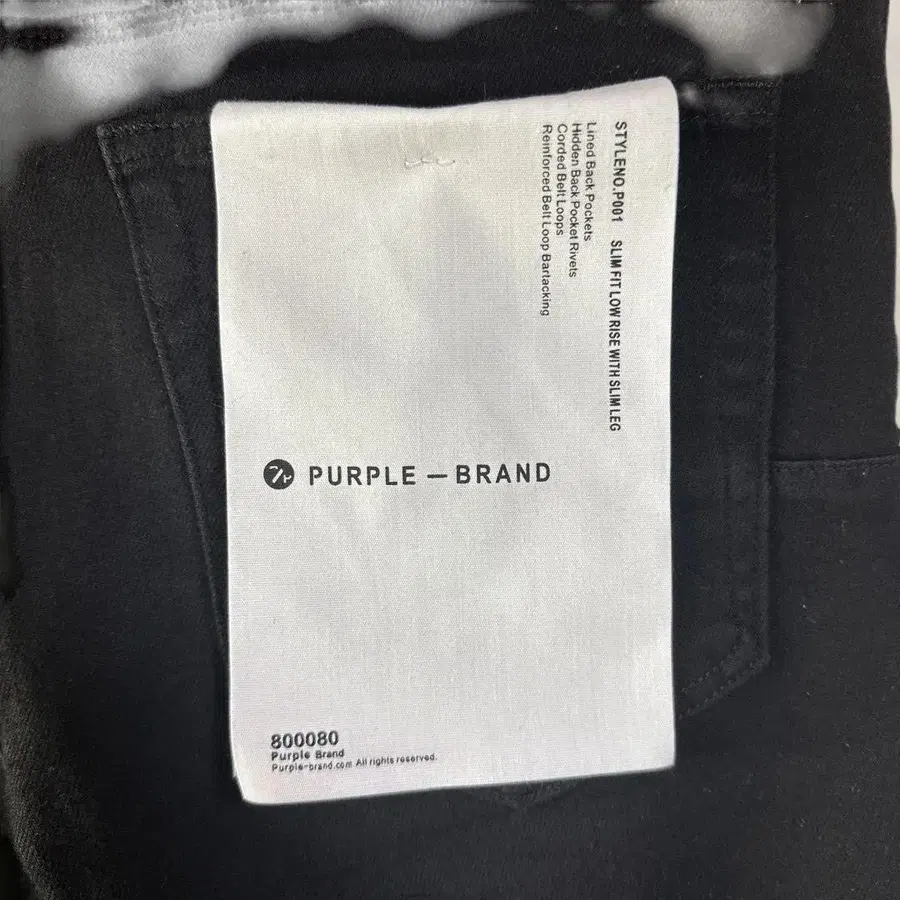 STYLENO.P001 SLIM FIT LOW RISE WITH SLIM LEG
Lined Back Pockets
Hidden Back Pocket Rivets
Corded Belt Loops
Reinforced Belt Loop Bartacking
PURPLE — BRAND
800080
Purple Brand
Purple-brand.com All rights reserved.